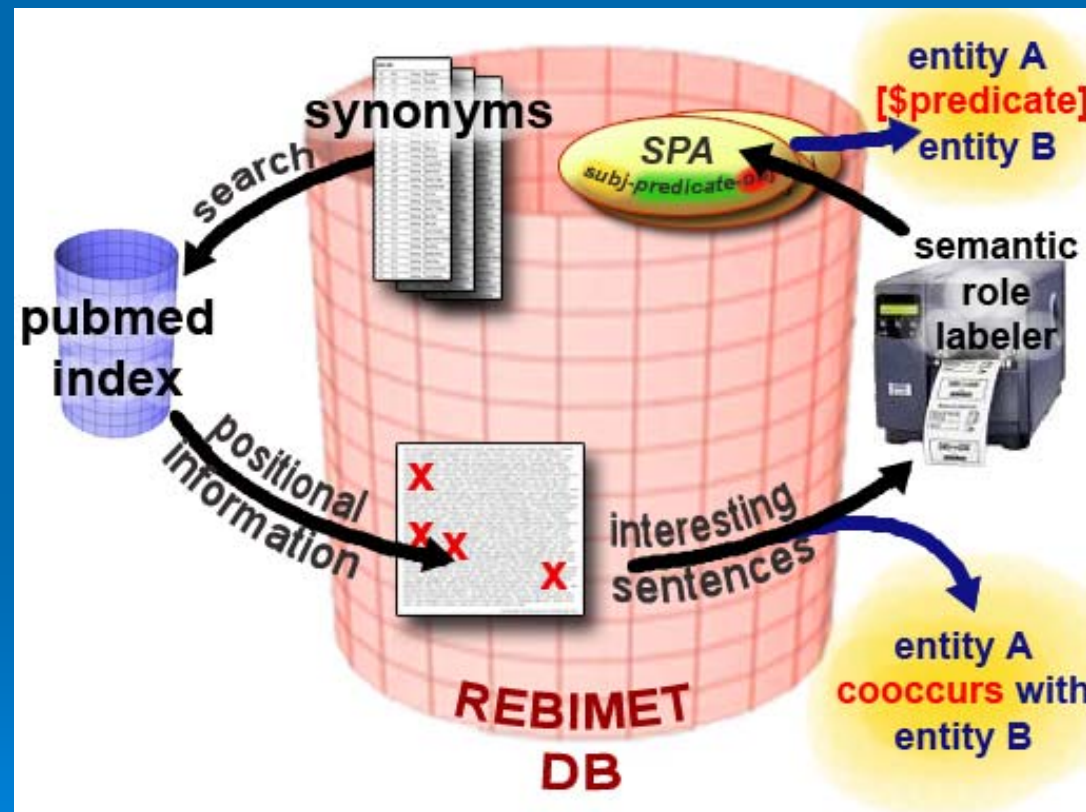 synonyms
search
pubmed
index
positional
information
interesting
sentences
SPA
subj-predicate-obj
entity A
[$predicate]
entity B
semantic
role
labeler
entity A
cooccurs with
entity B
REBIMET
DB